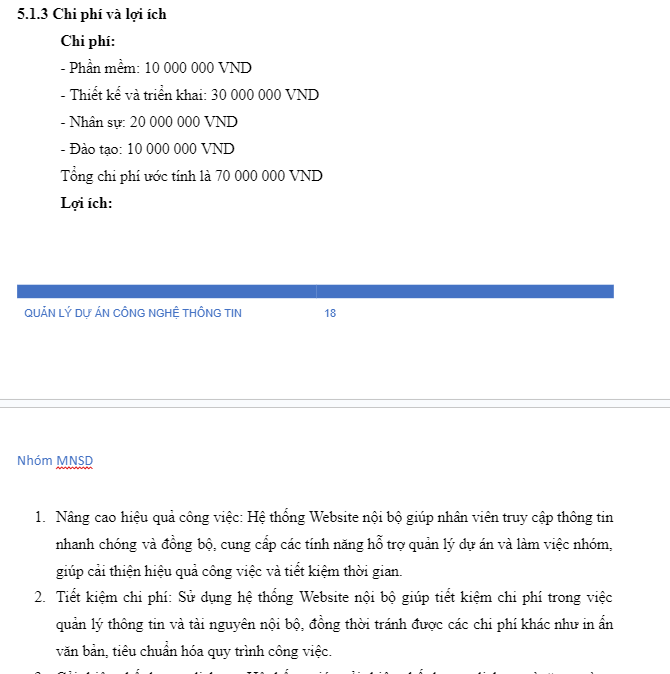 5.1.3 Chi phí và lợi ích
Chi phí:
- Phần mềm: 10 000 000 VND
- Thiết kế và triển khai: 30 000 000 VND
- Nhân sự: 20 000 000 VND
- Đào tạo: 10 000 000 VND
Tổng chi phí ước tính là 70 000 000 VND
Lợi ích:
QUẢN LÝ DỰ ÁN CÔNG NGHỆ THÔNG TIN 18
Nhóm MNSD
1. Nâng cao hiệu quả công việc: Hệ thống Website nội bộ giúp nhân viên truy cập thông tin
nhanh chóng và đồng bộ, cung cấp các tính năng hỗ trợ quản lý dự án và làm việc nhóm,
giúp cải thiện hiệu quả công việc và tiết kiệm thời gian.
2. Tiết kiệm chi phí: Sử dụng hệ thống Website nội bộ giúp tiết kiệm chi phí trong việc
quản lý thông tin và tài nguyên nội bộ, đồng thời tránh được các chi phí khác như in ấn
văn bản, tiêu chuẩn hóa quy trình công việc.